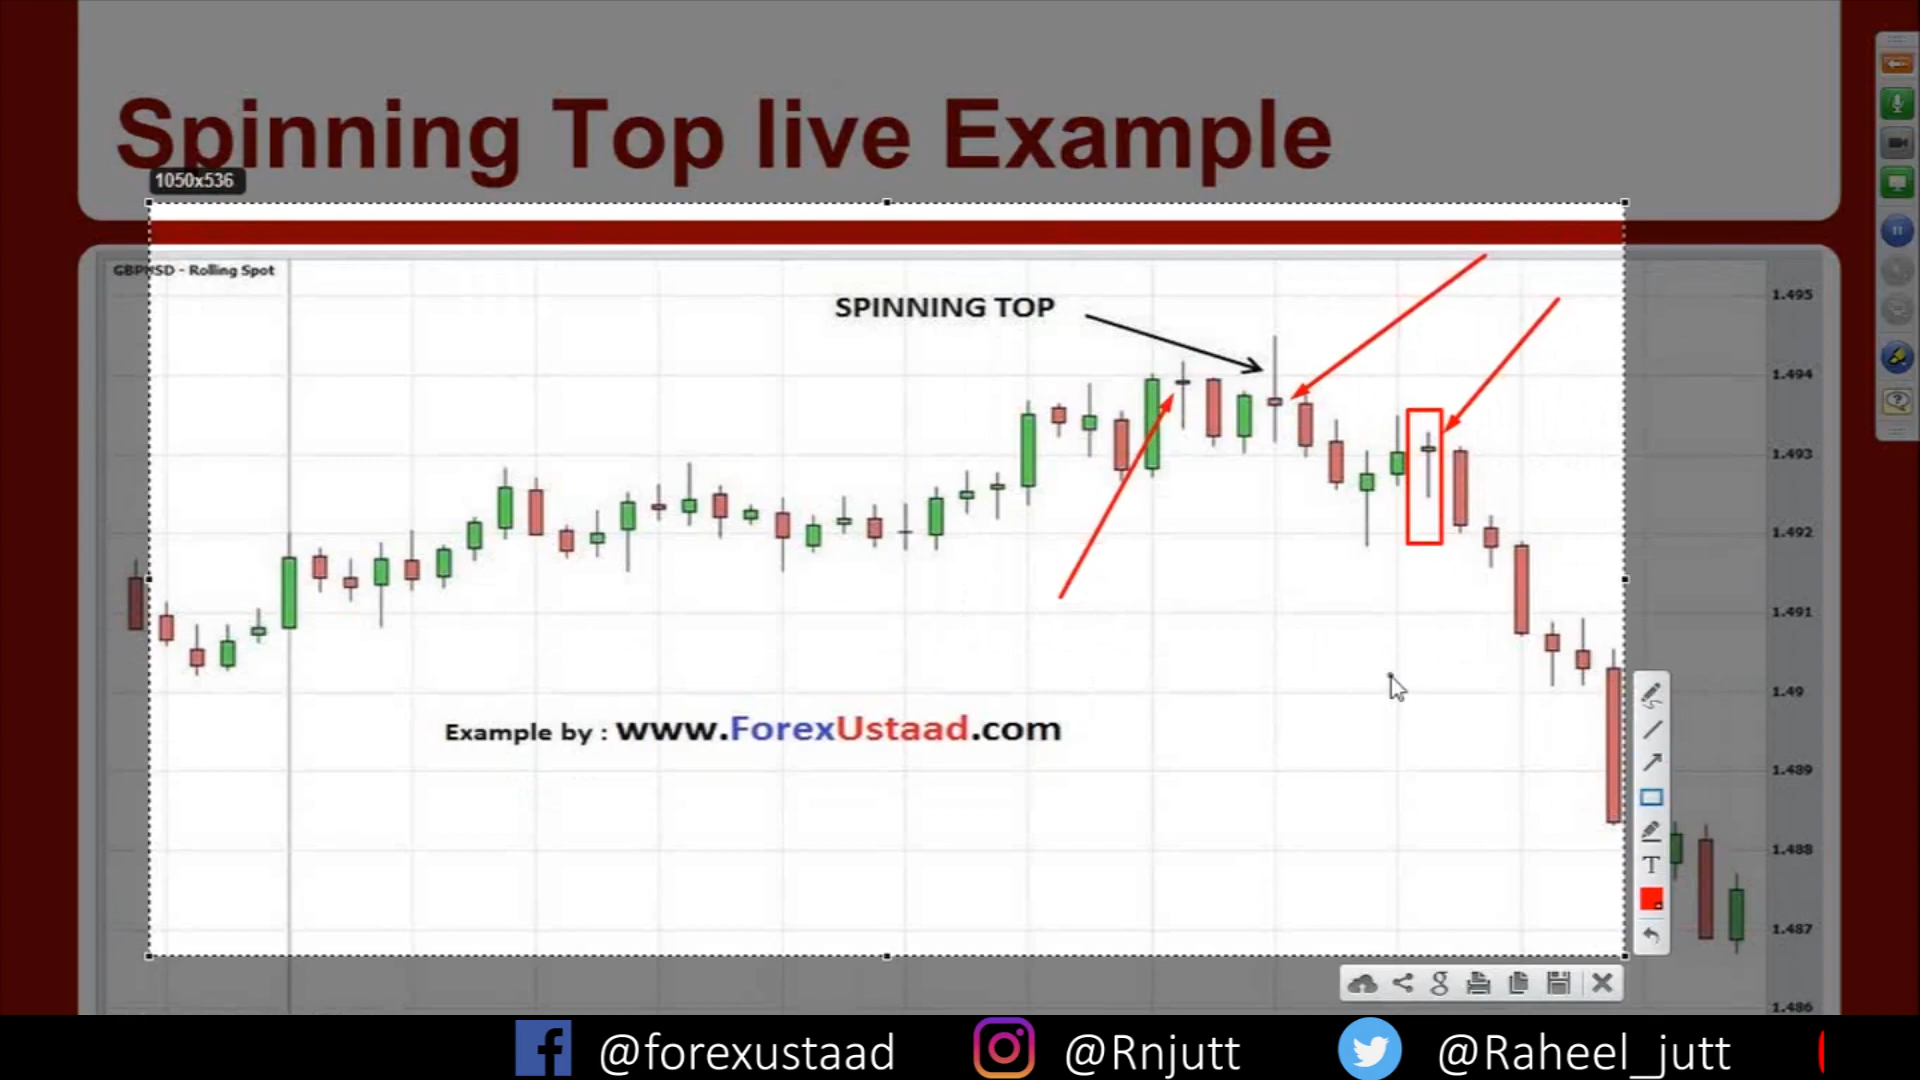 Spinning Top live Example
1050x536
GBPUSD - Rolling Spot
SPINNING TOP
1.495
1.494
1.493
1.492
1.491
1.49
1.489
1.488
1.487
1.486
Example by : www.ForexUstaad.com
T
@forexustaad
@Rnjutt
@Raheel_jutt